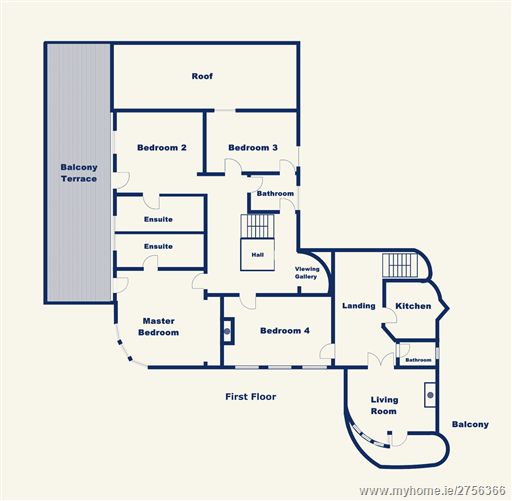 Roof
Balcony
Terrace
Bedroom 2
Bedroom 3
Bathroom
Ensuite
Ensuite
Hall
Viewing
Gallery
Master
Bedroom
Bedroom 4
Landing
Kitchen
Bathroom
Living
Room
First Floor
Balcony
www.myhome.ie/2756366